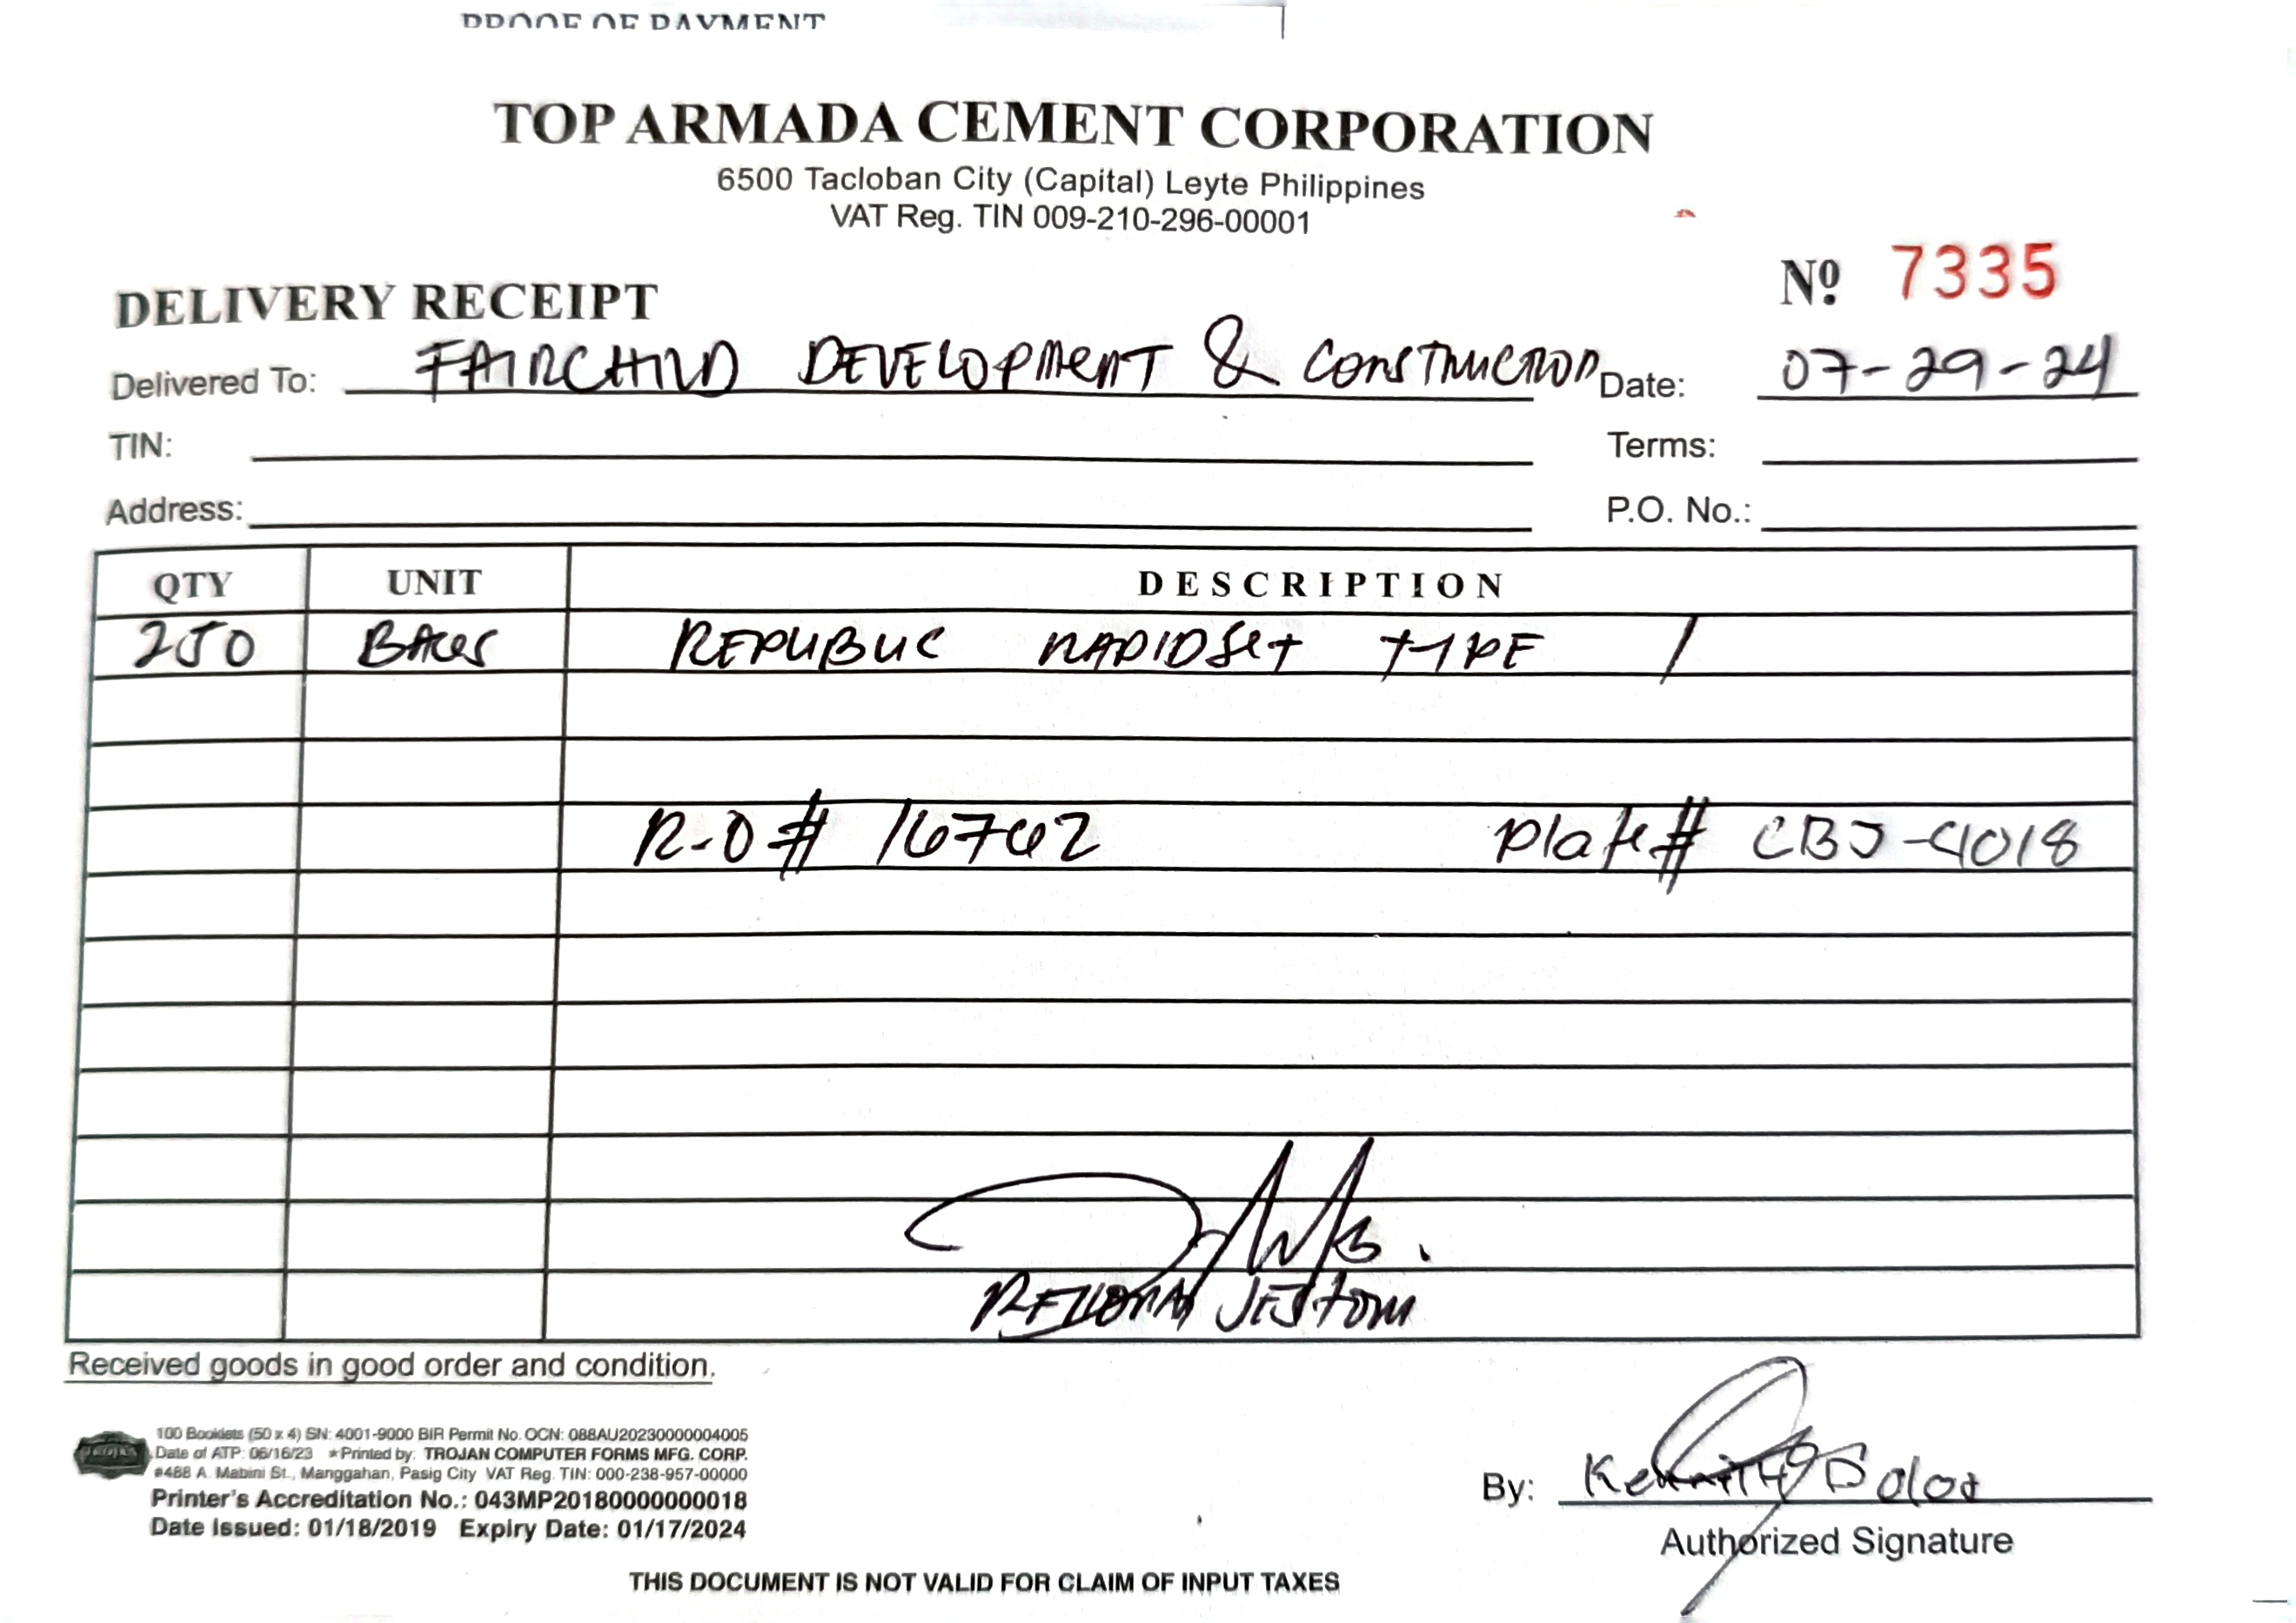 PROOF OF PAYMENT
TOP ARMADA CEMENT CORPORATION
6500 Tacloban City (Capital) Leyte Philippines
VAT Reg. TIN 009-210-296-00001
Nº 7335
DELIVERY RECEIPT
Delivered To: FAIRCHILD DEVELOPMENT & CONSTRUCTION Date: 07-29-24
TIN: Terms:
Address: P.O. No.:
QTY UNIT DESCRIPTION
250 BAGS REPUBLIC RAPIDSET TYPE 1
R.O # 16762 Plate# CBJ-4018
Received goods in good order and condition.
TROJAN
100 Booklets (50 x 4) SN: 4001-9000 BIR Permit No. OCN: 088AU20230000004005
Date of ATP: 06/16/23 ★Printed by: TROJAN COMPUTER FORMS MFG. CORP.
#488 A. Mabini St., Manggahan, Pasig City VAT Reg. TIN: 000-238-957-00000
Printer's Accreditation No.: 043MP20180000000018
Date Issued: 01/18/2019 Expiry Date: 01/17/2024
By: Kennith Dolot
Authorized Signature
THIS DOCUMENT IS NOT VALID FOR CLAIM OF INPUT TAXES